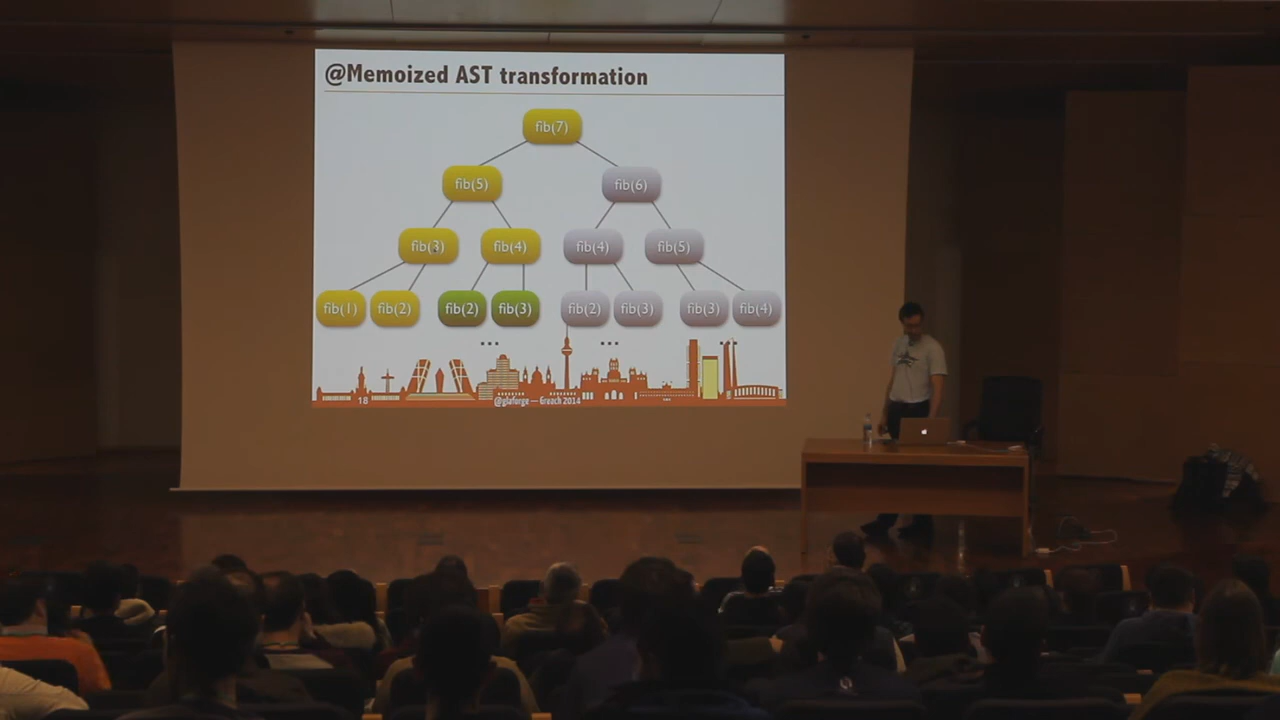 @Memoized AST transformation
fib(7)
fib(5) fib(6)
fib(3) fib(4) fib(4) fib(5)
fib(1) fib(2) fib(2) fib(3) fib(2) fib(3) fib(3) fib(4)
... ... ...
18 @glaforge — Greach 2014